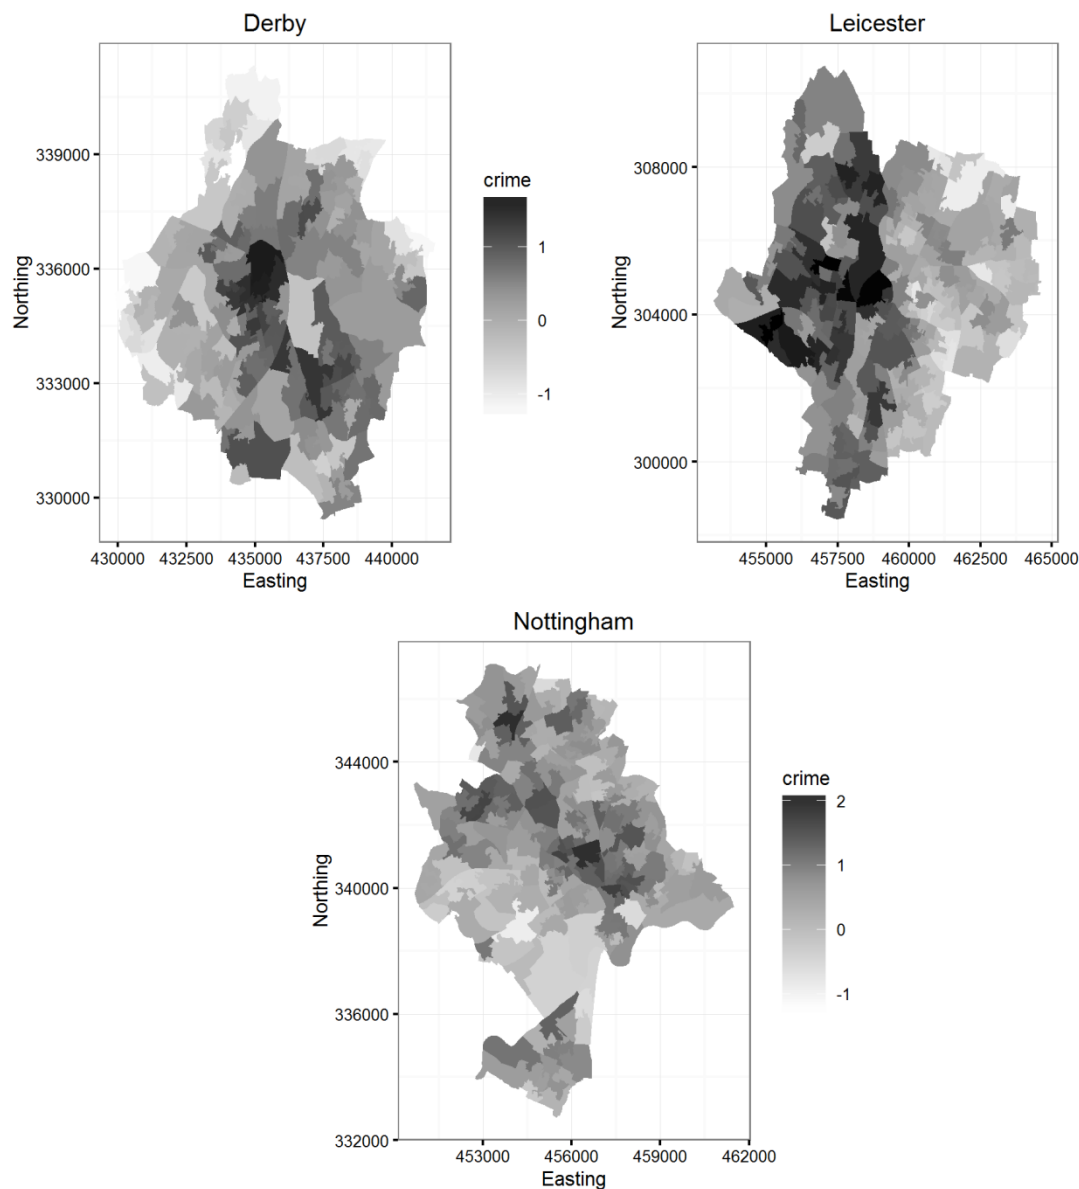 Derby
Northing
339000
336000
333000
330000
430000 432500 435000 437500 440000
Easting
crime
1
0
-1
Leicester
Northing
308000
304000
300000
455000 457500 460000 462500 465000
Easting
Nottingham
Northing
344000
340000
336000
332000
453000 456000 459000 462000
Easting
crime
2
1
0
-1